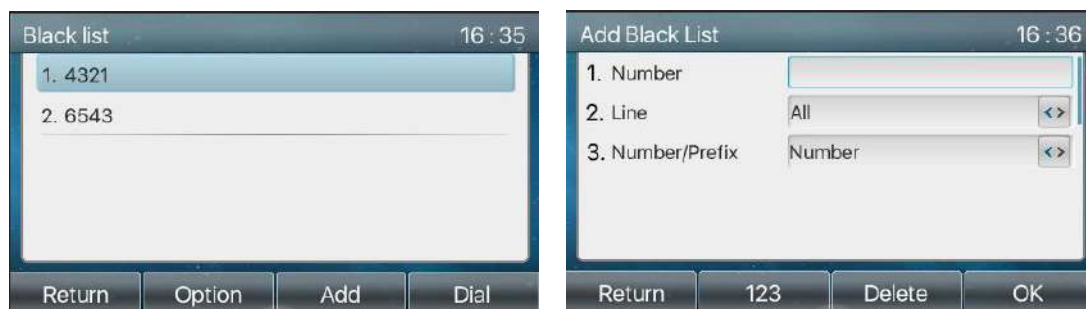 Black list 16 : 35
1. 4321
2. 6543
Return Option Add Dial
Add Black List 16 : 36
1. Number
2. Line All <>
3. Number/Prefix Number <>
Return 123 Delete OK